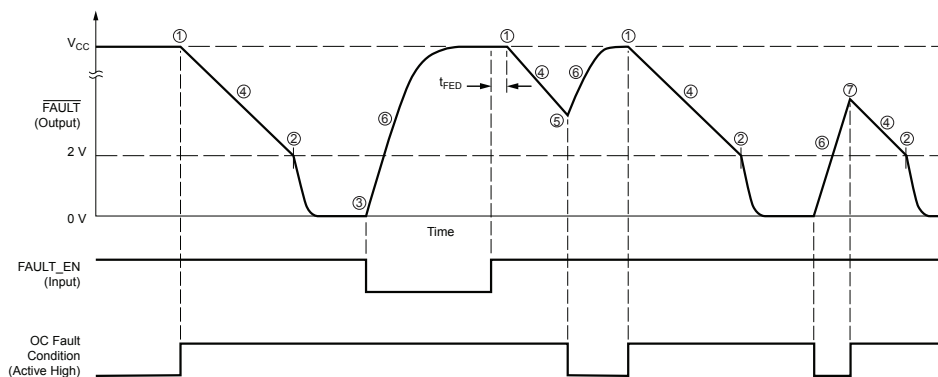 ① ① ① 
V_CC
④ ④ ⑥ ④ ⑦
t_FED
FAULT
(Output)
⑥ ⑤ ④
2 V
② ② ⑥ ②
③
0 V
Time
FAULT_EN
(Input)
OC Fault
Condition
(Active High)